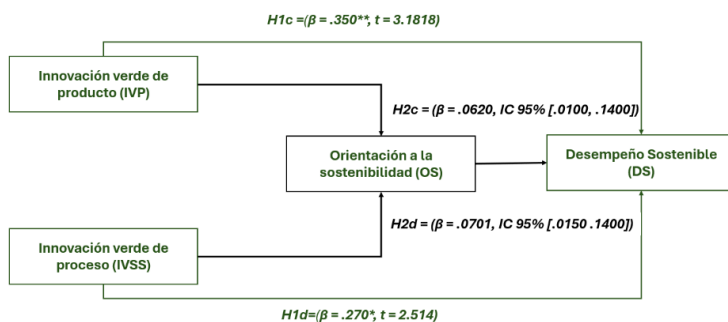 H1c =(β = .350**, t = 3.1818)
Innovación verde de
producto (IVP)
H2c = (β = .0620, IC 95% [.0100, .1400])
Orientación a la
sostenibilidad (OS)
Desempeño Sostenible
(DS)
H2d = (β = .0701, IC 95% [.0150 .1400])
Innovación verde de
proceso (IVSS)
H1d=(β = .270*, t = 2.514)